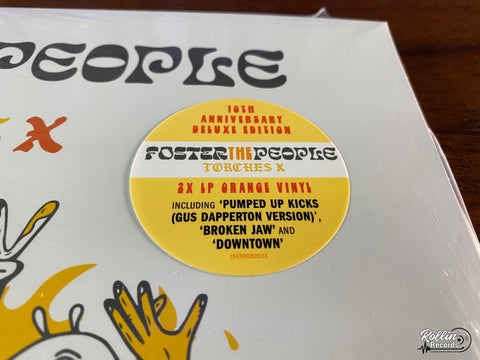 PEOPLE
X
10TH
ANNIVERSARY
DELUXE EDITION
FOSTER THE PEOPLE
TORCHES X
2X LP ORANGE VINYL
INCLUDING ‘PUMPED UP KICKS
(GUS DAPPERTON VERSION)’,
‘BROKEN JAW’ AND
‘DOWNTOWN’
Rollin
Records